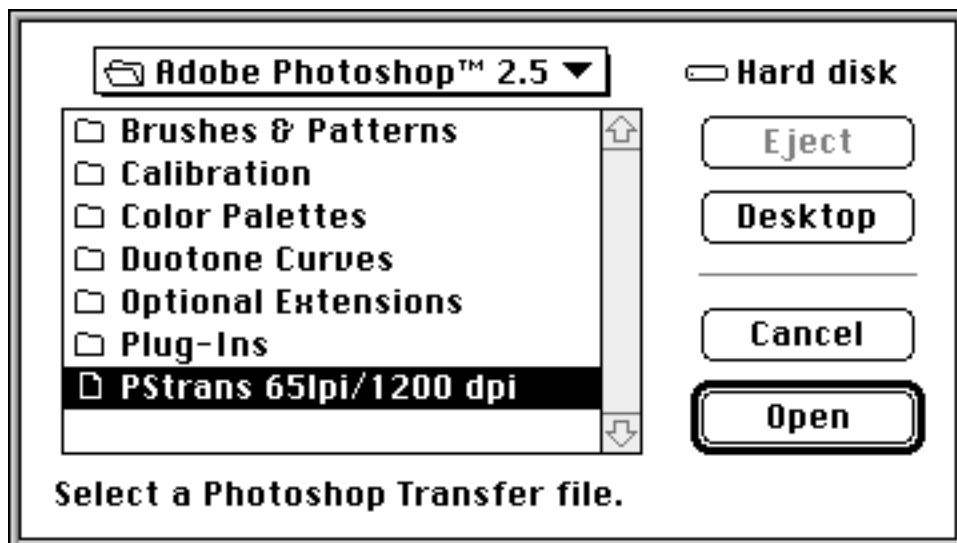 Adobe Photoshop™ 2.5
Hard disk
Brushes & Patterns
Calibration
Color Palettes
Duotone Curves
Optional Extensions
Plug-Ins
PStrans 65lpi/1200 dpi
Eject
Desktop
Cancel
Open
Select a Photoshop Transfer file.